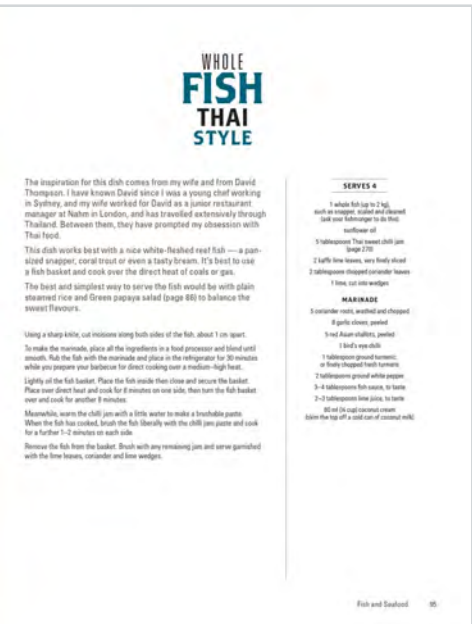 WHOLE
FISH
THAI
STYLE
The inspiration for this dish comes from my wife and from David
Thompson. I have known David since I was a young chef working
in Sydney, and my wife worked for David as a junior restaurant
manager at Nahm in London, and has travelled extensively through
Thailand. Between them, they have prompted my obsession with
Thai food.
This dish works best with a nice white-fleshed reef fish — a pan-
sized snapper, coral trout or even a tasty bream. It's best to use
a fish basket and cook over the direct heat of coals or gas.
The best and simplest way to serve the fish would be with plain
steamed rice and Green papaya salad (page 86) to balance the
sweet flavours.
Using a sharp knife, cut incisions along both sides of the fish, about 1 cm apart.
To make the marinade, place all the ingredients in a food processor and blend until
smooth. Rub the fish with the marinade and place in the refrigerator for 30 minutes
while you prepare your barbecue for direct cooking over a medium–high heat.
Lightly oil the fish basket. Place the fish inside then close and secure the basket.
Place over direct heat and cook for 8 minutes on one side, then turn the fish basket
over and cook for another 8 minutes.
Meanwhile, warm the chilli jam with a little water to make a brushable paste.
When the fish has cooked, brush the fish liberally with the chilli jam paste and cook
for a further 1–2 minutes on each side.
Remove the fish from the basket. Brush with any remaining jam and serve garnished
with the lime leaves, coriander and lime wedges.
SERVES 4
1 whole fish (up to 2 kg),
such as snapper, scaled and cleaned
(ask your fishmonger to do this)
sunflower oil
5 tablespoons Thai sweet chilli jam
(page 270)
2 kaffir lime leaves, very finely sliced
2 tablespoons chopped coriander leaves
1 lime, cut into wedges
MARINADE
5 coriander roots, washed and chopped
8 garlic cloves, peeled
5 red Asian shallots, peeled
1 bird's eye chilli
1 tablespoon ground turmeric
or finely chopped fresh turmeric
2 tablespoons ground white pepper
3–4 tablespoons fish sauce, to taste
2–3 tablespoons lime juice, to taste
80 ml (¼ cup) coconut cream
(skim the top off a cold can of coconut milk)
Fish and Seafood 95